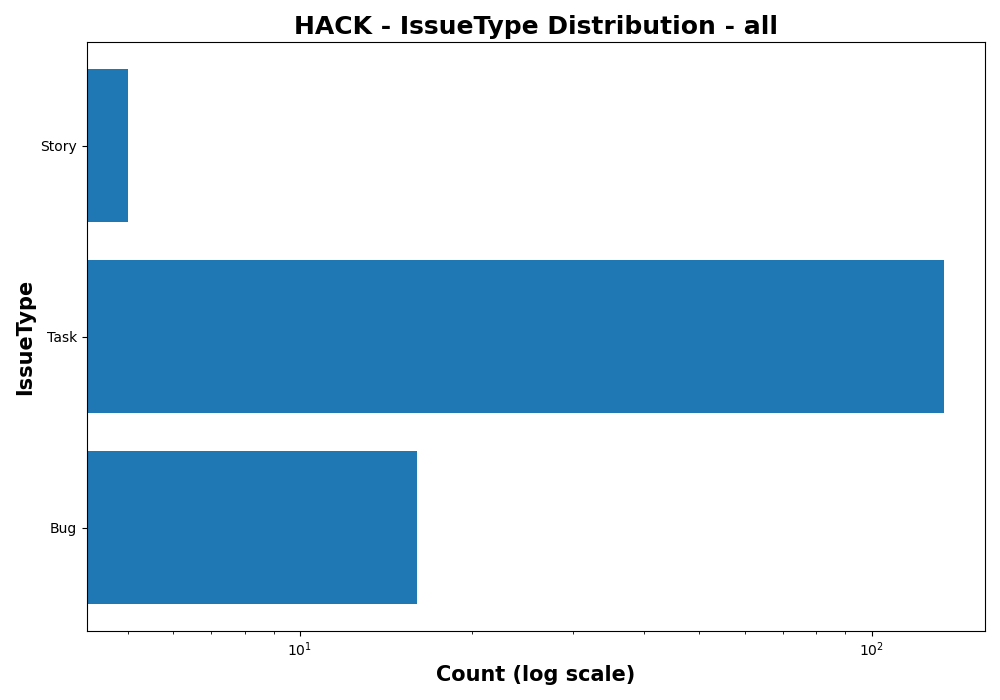 HACK - IssueType Distribution - all
Story
Task
Bug
IssueType
10¹
10²
Count (log scale)